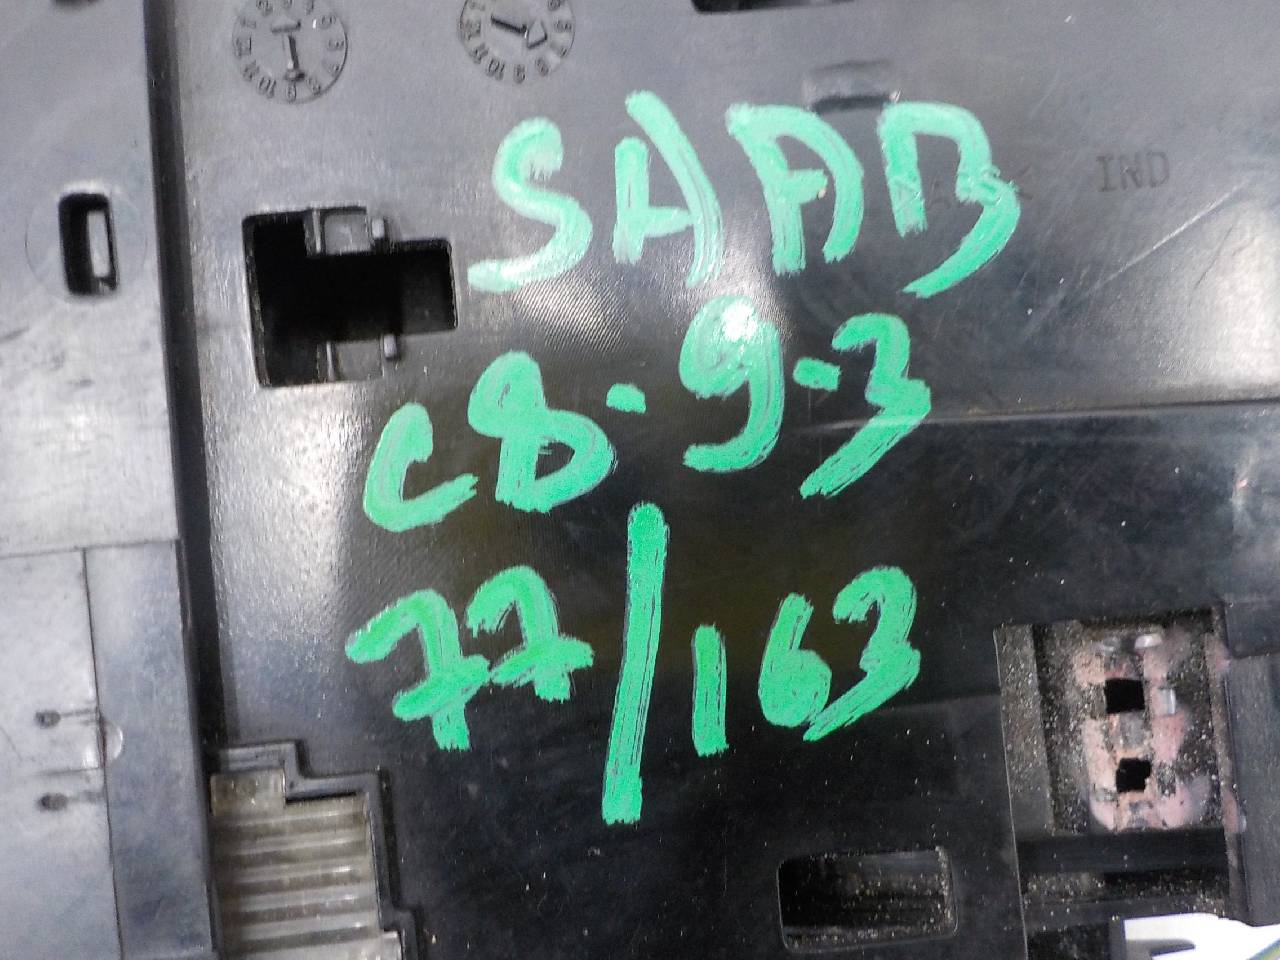 IND
SAAB
C8.9-3
77/163